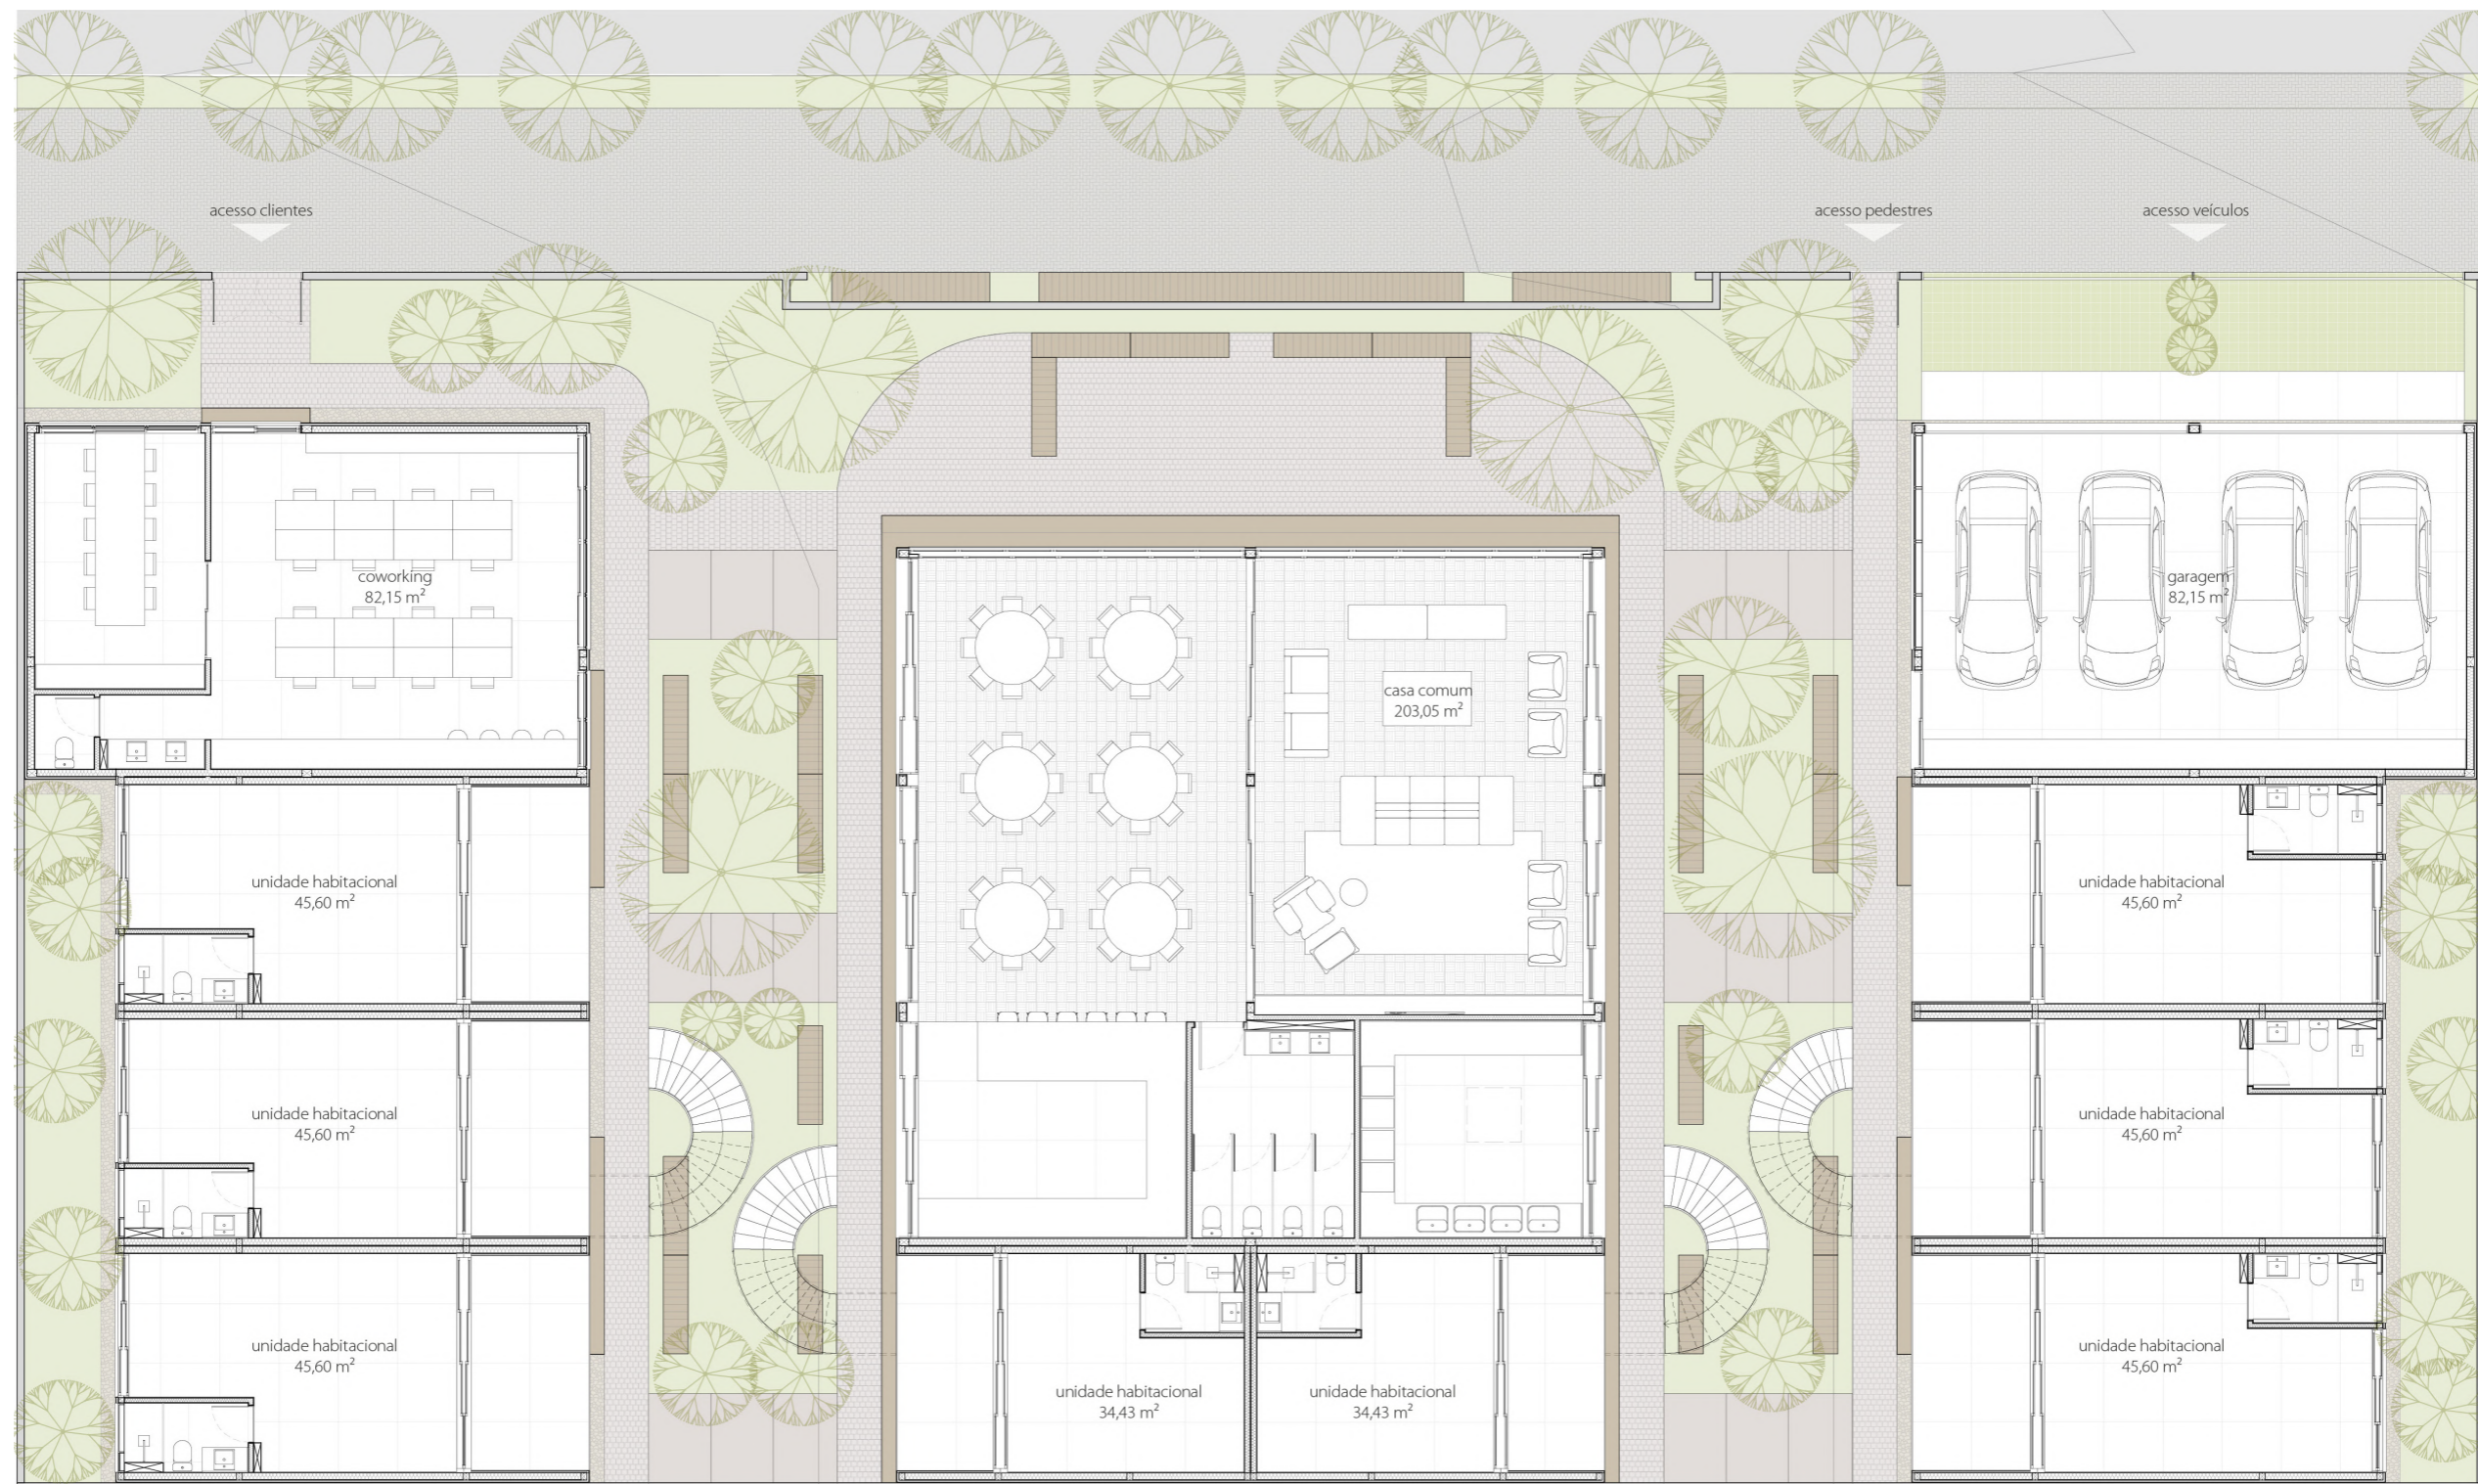 acesso clientes
acesso pedestres
acesso veículos
coworking
82,15 m²
garagem
82,15 m²
casa comum
203,05 m²
unidade habitacional
45,60 m²
unidade habitacional
45,60 m²
unidade habitacional
45,60 m²
unidade habitacional
45,60 m²
unidade habitacional
45,60 m²
unidade habitacional
45,60 m²
unidade habitacional
34,43 m²
unidade habitacional
34,43 m²